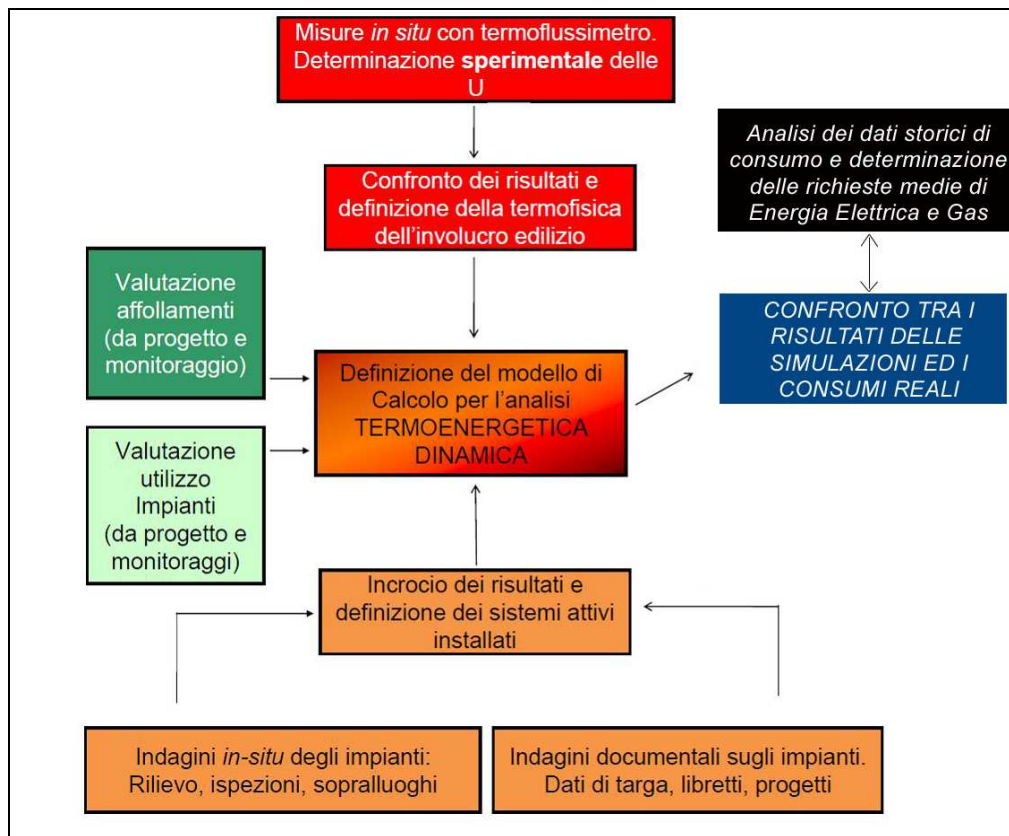 Misure in situ con termoflussimetro.
Determinazione sperimentale delle
U
Analisi dei dati storici di
consumo e determinazione
delle richieste medie di
Energia Elettrica e Gas
Confronto dei risultati e
definizione della termofisica
dell'involucro edilizio
Valutazione
affollamenti
(da progetto e
monitoraggio)
CONFRONTO TRA I
RISULTATI DELLE
SIMULAZIONI ED I
CONSUMI REALI
Definizione del modello di
Calcolo per l'analisi
TERMOENERGETICA
DINAMICA
Valutazione
utilizzo
Impianti
(da progetto e
monitoraggi)
Incrocio dei risultati e
definizione dei sistemi attivi
installati
Indagini in-situ degli impianti:
Rilievo, ispezioni, sopralluoghi
Indagini documentali sugli impianti.
Dati di targa, libretti, progetti